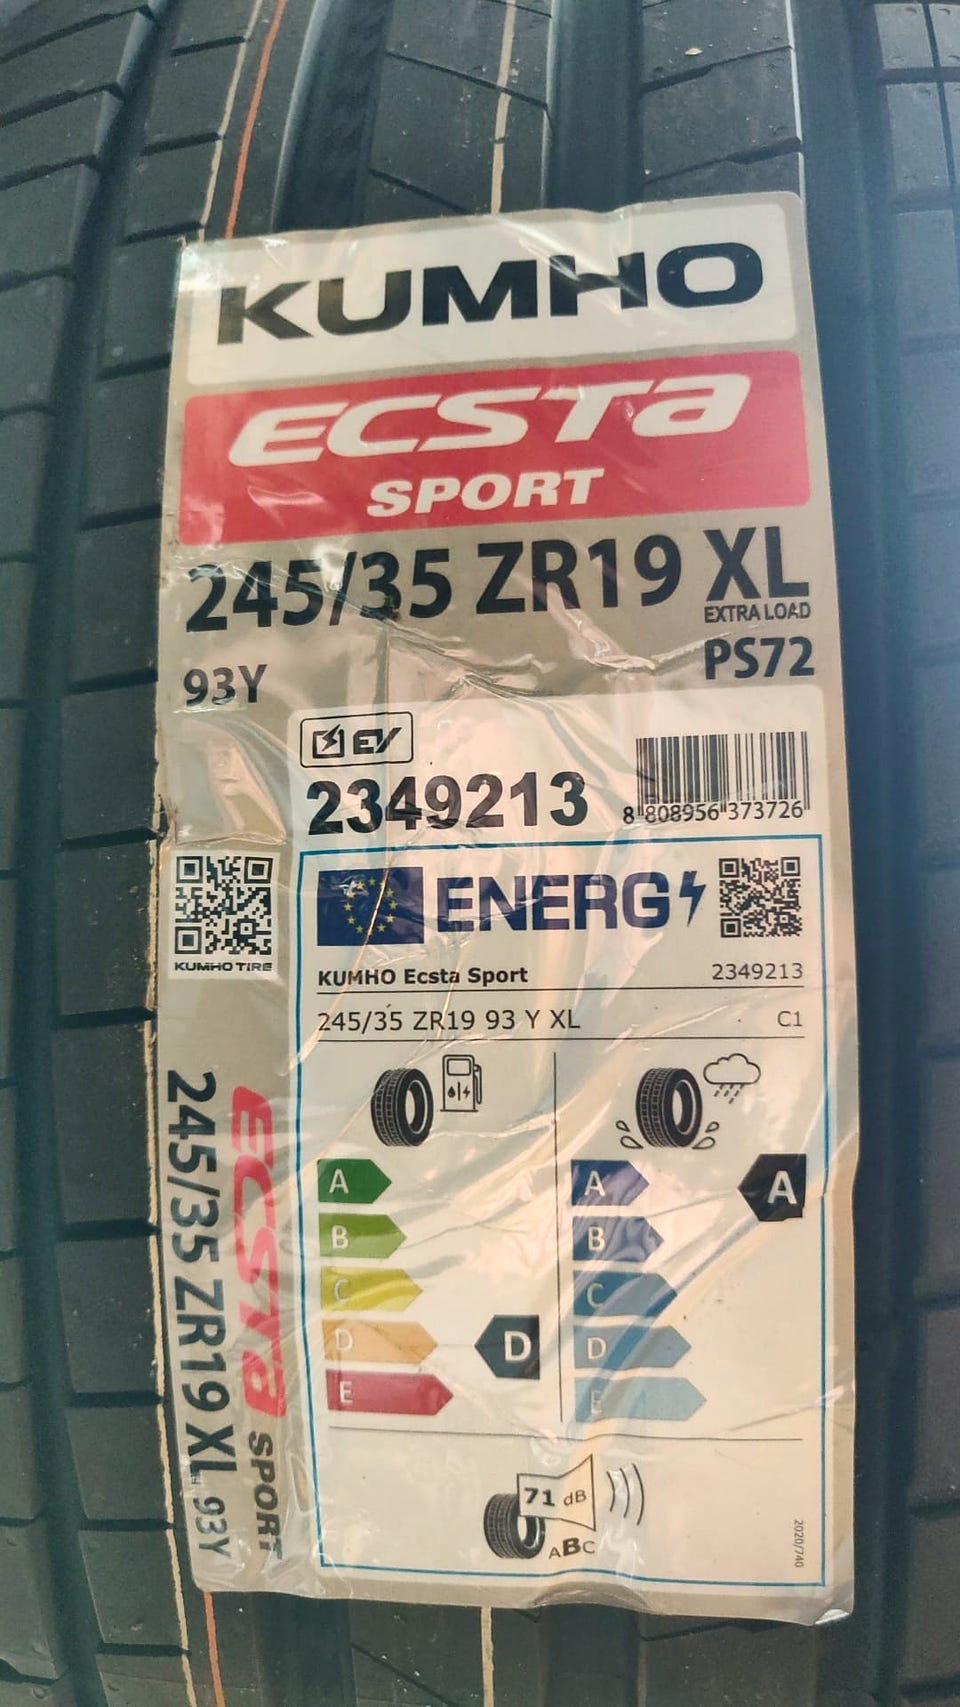 KUMHO
ECSTA
SPORT
245/35 ZR19 XL
EXTRA LOAD
93Y
PS72
EV
2349213
8 808956 373726
ENERG
KUMHO TIRE
KUMHO Ecsta Sport 2349213
245/35 ZR19 93 Y XL C1
A
B
C
D
E
D
A
B
C
D
E
A
71 dB
ABC
2020/740
ECSTA SPORT
245/35 ZR19 XL 93Y